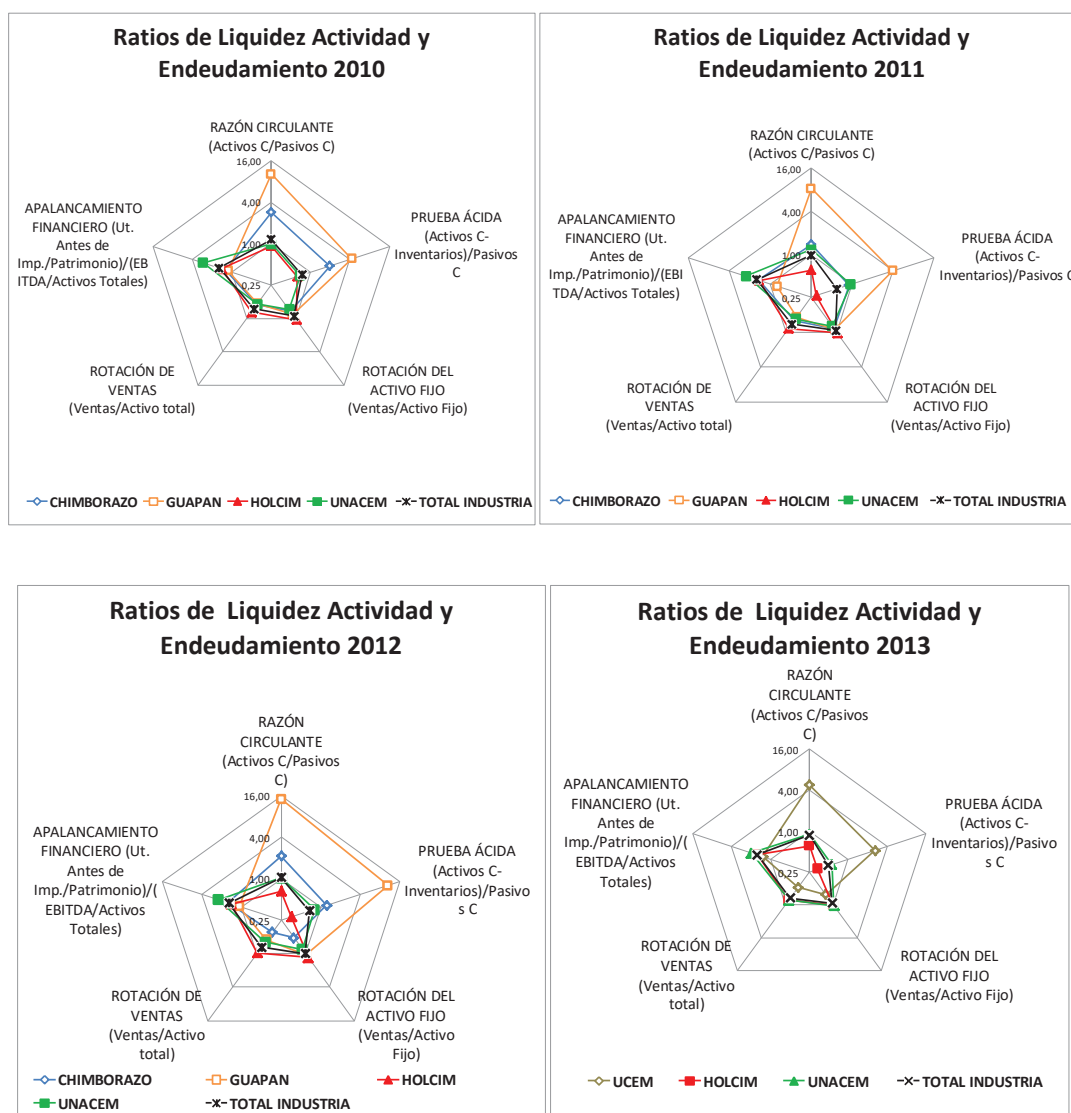 Ratios de Liquidez Actividad y
Endeudamiento 2010
RAZÓN CIRCULANTE
(Activos C/Pasivos C)
16,00
4,00
1,00
0,25
PRUEBA ÁCIDA
(Activos C-
Inventarios)/Pasivos
C
ROTACIÓN DEL
ACTIVO FIJO
(Ventas/Activo Fijo)
ROTACIÓN DE
VENTAS
(Ventas/Activo total)
APALANCAMIENTO
FINANCIERO (Ut.
Antes de
Imp./Patrimonio)/(EB
ITDA/Activos Totales)
CHIMBORAZO GUAPAN HOLCIM UNACEM TOTAL INDUSTRIA
Ratios de Liquidez Actividad y
Endeudamiento 2011
RAZÓN CIRCULANTE
(Activos C/Pasivos C)
16,00
4,00
1,00
0,25
PRUEBA ÁCIDA
(Activos C-
Inventarios)/Pasivos C
ROTACIÓN DEL
ACTIVO FIJO
(Ventas/Activo Fijo)
ROTACIÓN DE
VENTAS
(Ventas/Activo total)
APALANCAMIENTO
FINANCIERO (Ut.
Antes de
Imp./Patrimonio)/(EBI
TDA/Activos Totales)
CHIMBORAZO GUAPAN HOLCIM UNACEM TOTAL INDUSTRIA
Ratios de Liquidez Actividad y
Endeudamiento 2012
RAZÓN
CIRCULANTE
(Activos C/Pasivos
C)
16,00
4,00
1,00
0,25
PRUEBA ÁCIDA
(Activos C-
Inventarios)/Pasivo
s C
ROTACIÓN DEL
ACTIVO FIJO
(Ventas/Activo
Fijo)
ROTACIÓN DE
VENTAS
(Ventas/Activo
total)
APALANCAMIENTO
FINANCIERO (Ut.
Antes de
Imp./Patrimonio)/(
EBITDA/Activos
Totales)
CHIMBORAZO GUAPAN HOLCIM
UNACEM TOTAL INDUSTRIA
Ratios de Liquidez Actividad y
Endeudamiento 2013
RAZÓN
CIRCULANTE
(Activos C/Pasivos
C)
16,00
4,00
1,00
0,25
PRUEBA ÁCIDA
(Activos C-
Inventarios)/Pasivo
s C
ROTACIÓN DEL
ACTIVO FIJO
(Ventas/Activo Fijo)
ROTACIÓN DE
VENTAS
(Ventas/Activo
total)
APALANCAMIENTO
FINANCIERO (Ut.
Antes de
Imp./Patrimonio)/(
EBITDA/Activos
Totales)
UCEM HOLCIM UNACEM TOTAL INDUSTRIA